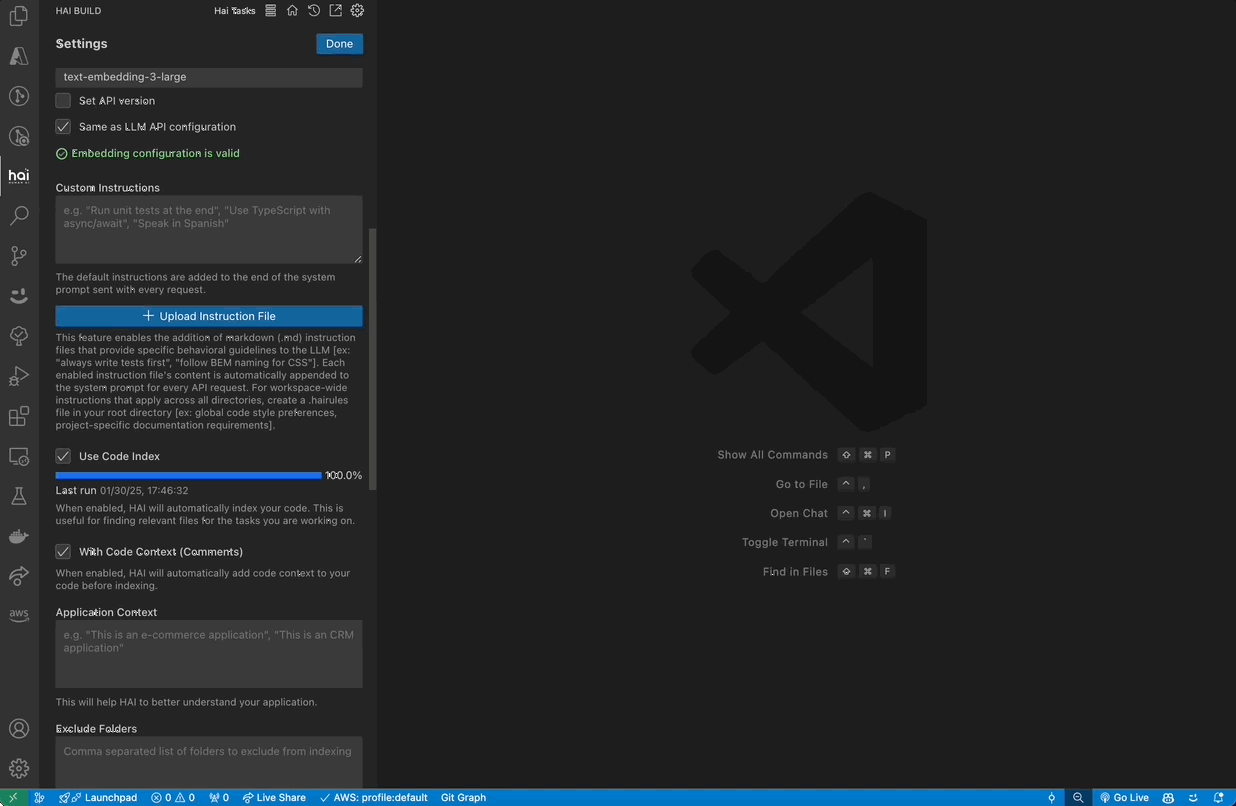 HAI BUILD
Hai Tasks
Settings
Done
text-embedding-3-large
Set API version
Same as LLM API configuration
Embedding configuration is valid
hai
Custom Instructions
e.g. "Run unit tests at the end", "Use TypeScript with
async/await", "Speak in Spanish"
The default instructions are added to the end of the system
prompt sent with every request.
+ Upload Instruction File
This feature enables the addition of markdown (.md) instruction
files that provide specific behavioral guidelines to the LLM [ex:
"always write tests first", "follow BEM naming for CSS"]. Each
enabled instruction file's content is automatically appended to
the system prompt for every API request. For workspace-wide
instructions that apply across all directories, create a .hairules
file in your root directory [ex: global code style preferences,
project-specific documentation requirements].
Use Code Index
100.0%
Last run 01/30/25, 17:46:32
When enabled, HAI will automatically index your code. This is
useful for finding relevant files for the tasks you are working on.
With Code Context (Comments)
When enabled, HAI will automatically add code context to your
code before indexing.
Application Context
e.g. "This is an e-commerce application", "This is an CRM
application"
This will help HAI to better understand your application.
Exclude Folders
Comma separated list of folders to exclude from indexing
aws
Show All Commands ⇧ ⌘ P
Go to File ^ ,
Open Chat ^ ⌘ I
Toggle Terminal ^ `
Find in Files ⇧ ⌘ F
Launchpad 0 0 0 Live Share AWS: profile:default Git Graph Go Live